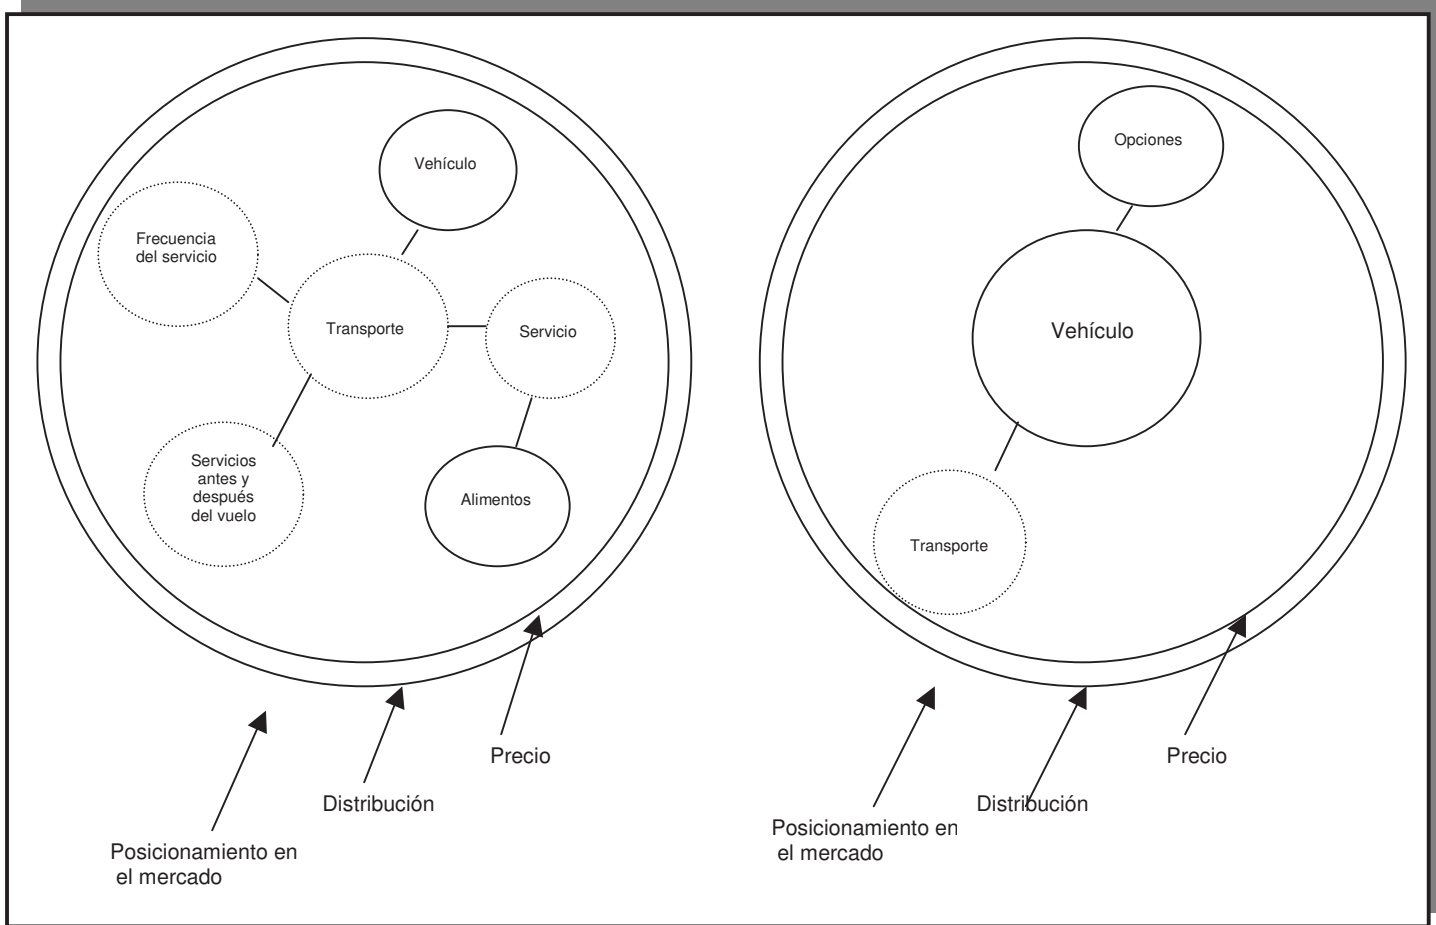 Vehículo
Frecuencia
del servicio
Transporte
Servicio
Servicios
antes y
después
del vuelo
Alimentos
Precio
Distribución
Posicionamiento en
el mercado
Opciones
Vehículo
Transporte
Precio
Distribución
Posicionamiento en
el mercado